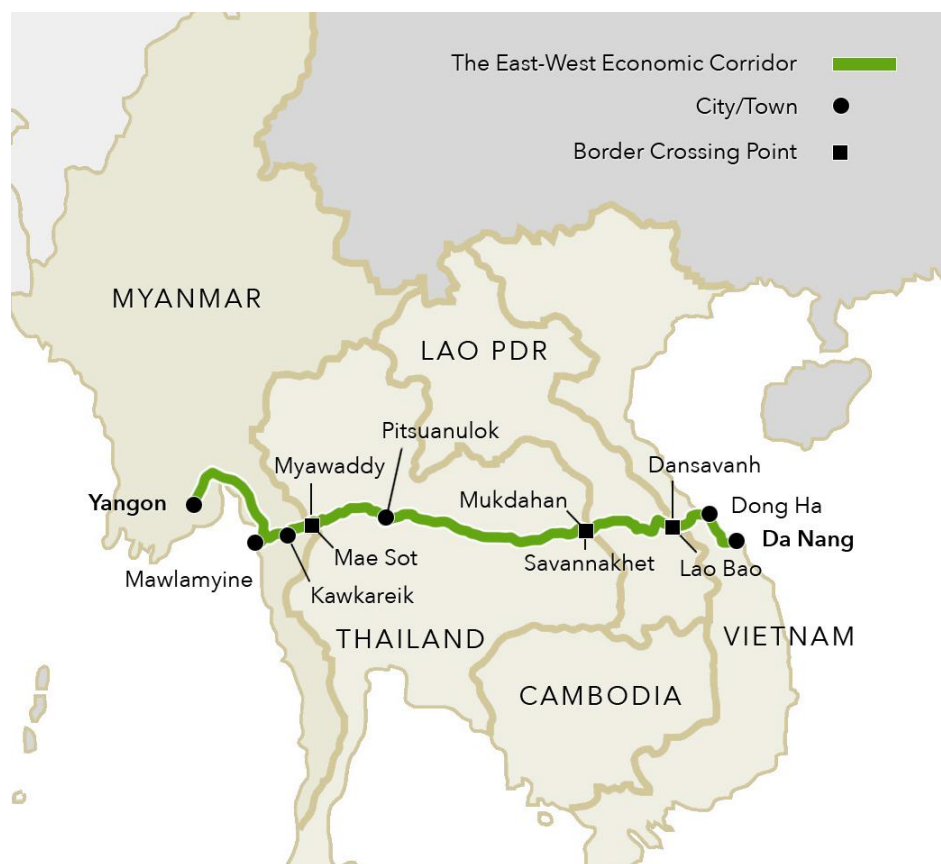 The East-West Economic Corridor
City/Town
Border Crossing Point
MYANMAR
LAO PDR
Pitsuanulok
Myawaddy
Dansavanh
Mukdahan
Yangon
Dong Ha
Da Nang
Mae Sot
Savannakhet
Lao Bao
Mawlamyine
Kawkareik
THAILAND
VIETNAM
CAMBODIA